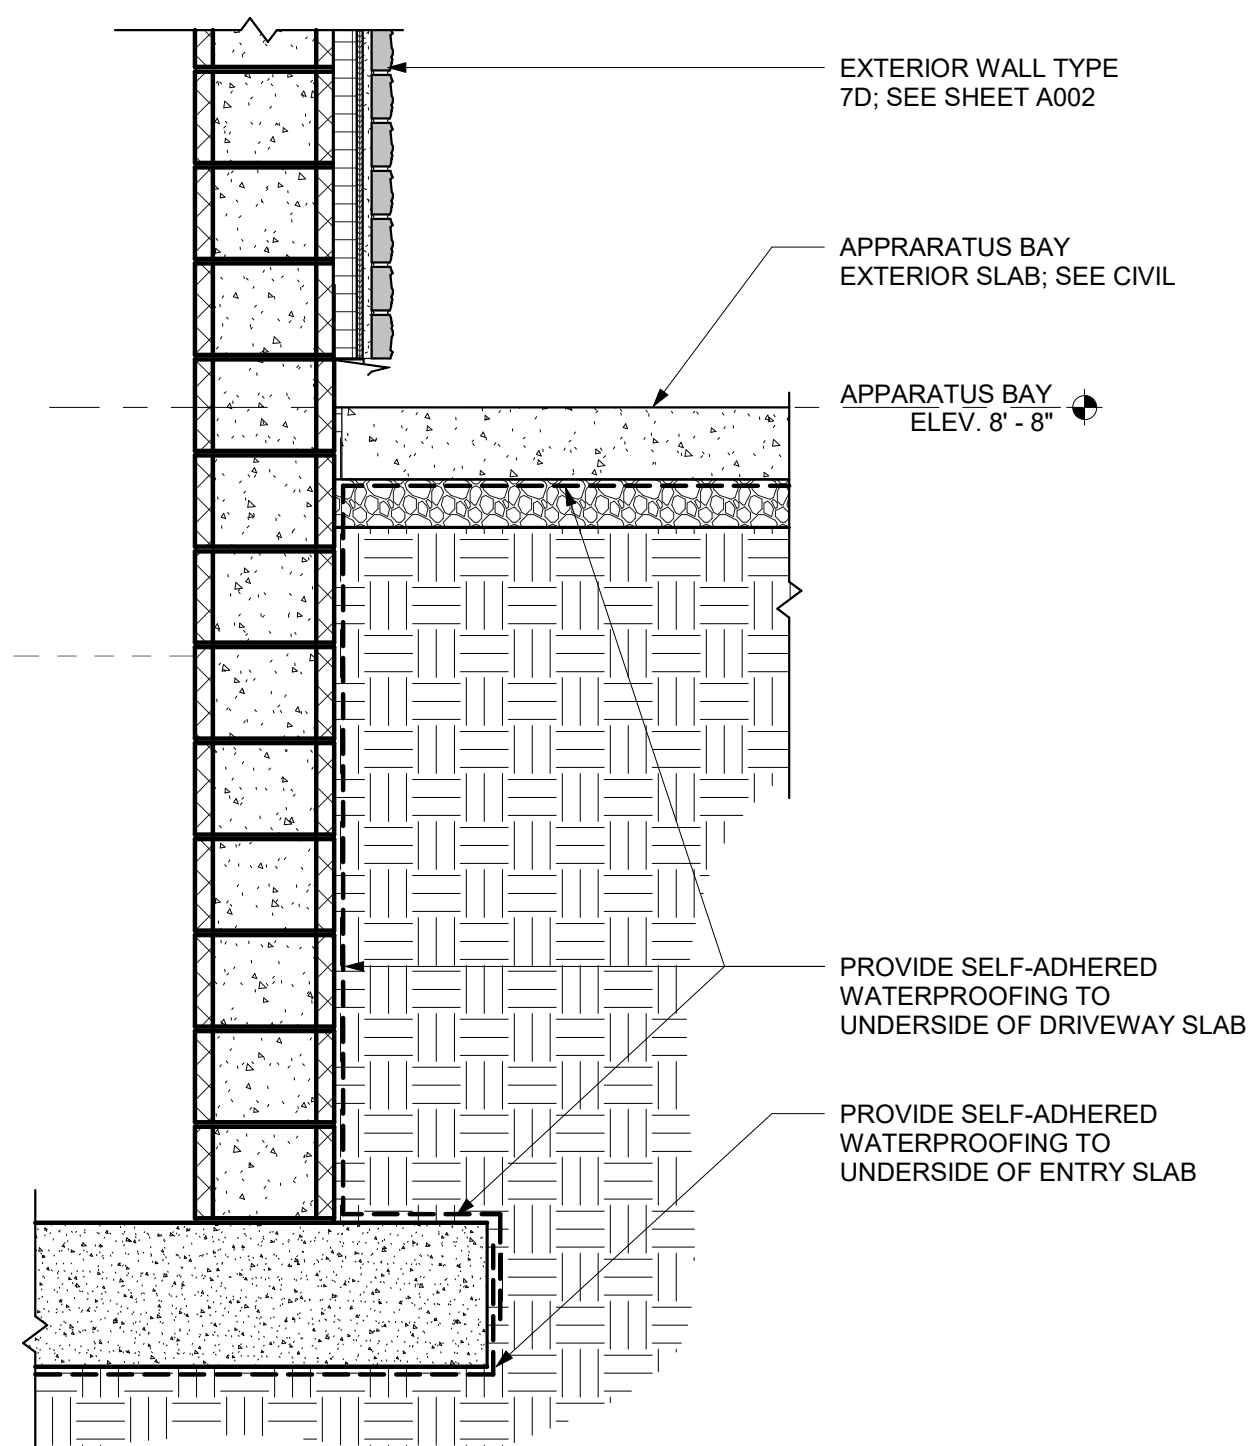 EXTERIOR WALL TYPE
7D; SEE SHEET A002
APPRARATUS BAY
EXTERIOR SLAB; SEE CIVIL
APPARATUS BAY
ELEV. 8' - 8"
PROVIDE SELF-ADHERED
WATERPROOFING TO
UNDERSIDE OF DRIVEWAY SLAB
PROVIDE SELF-ADHERED
WATERPROOFING TO
UNDERSIDE OF ENTRY SLAB